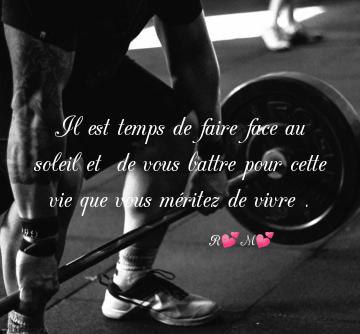 Il est temps de faire face au
soleil et de vous battre pour cette
vie que vous méritez de vivre .
R💕 M💕